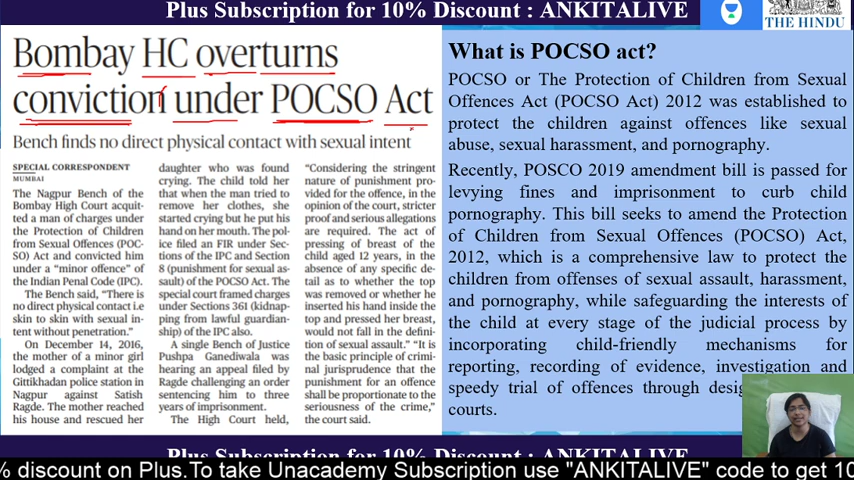 Plus Subscription for 10% Discount : ANKITALIVE
THE HINDU
Bombay HC overturns
conviction under POCSO Act
Bench finds no direct physical contact with sexual intent
SPECIAL CORRESPONDENT
MUMBAI
The Nagpur Bench of the
Bombay High Court acquit-
ted a man of charges under
the Protection of Children
from Sexual Offences (POC-
SO) Act and convicted him
under a “minor offence” of
the Indian Penal Code (IPC).
The Bench said, “There is
no direct physical contact i.e
skin to skin with sexual in-
tent without penetration.”
On December 14, 2016,
the mother of a minor girl
lodged a complaint at the
Gittikhadan police station in
Nagpur against Satish
Ragde. The mother reached
his house and rescued her
daughter who was found
crying. The child told her
that when the man tried to
remove her clothes, she
started crying but he put his
hand on her mouth. The pol-
ice filed an FIR under Sec-
tions of the IPC and Section
8 (punishment for sexual as-
sault) of the POCSO Act. The
special court framed charges
under Sections 361 (kidnap-
ping from lawful guardian-
ship) of the IPC also.
A single Bench of Justice
Pushpa Ganediwala was
hearing an appeal filed by
Ragde challenging an order
sentencing him to three
years of imprisonment.
The High Court held,
“Considering the stringent
nature of punishment pro-
vided for the offence, in the
opinion of the court, stricter
proof and serious allegations
are required. The act of
pressing of breast of the
child aged 12 years, in the
absence of any specific de-
tail as to whether the top
was removed or whether he
inserted his hand inside the
top and pressed her breast,
would not fall in the defini-
tion of sexual assault.” “It is
the basic principle of crimi-
nal jurisprudence that the
punishment for an offence
shall be proportionate to the
seriousness of the crime,”
the court said.
What is POCSO act?
POCSO or The Protection of Children from Sexual
Offences Act (POCSO Act) 2012 was established to
protect the children against offences like sexual
abuse, sexual harassment, and pornography.
Recently, POSCO 2019 amendment bill is passed for
levying fines and imprisonment to curb child
pornography. This bill seeks to amend the Protection
of Children from Sexual Offences (POCSO) Act,
2012, which is a comprehensive law to protect the
children from offenses of sexual assault, harassment,
and pornography, while safeguarding the interests of
the child at every stage of the judicial process by
incorporating child-friendly mechanisms for
reporting, recording of evidence, investigation and
speedy trial of offences through
courts.
Plus Subscription for 10% Discount : ANKITALIVE
% discount on Plus.To take Unacademy Subscription use "ANKITALIVE" code to get 10